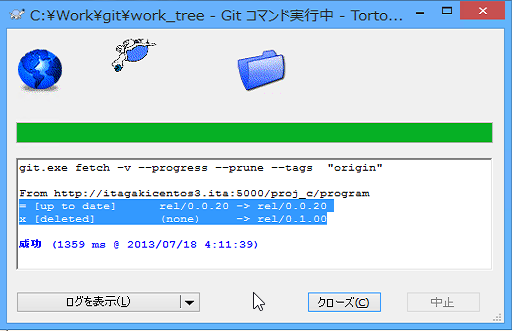 C:¥Work¥git¥work_tree - Git コマンド実行中 - Torto...
git.exe fetch -v --progress --prune --tags  "origin"
From http://itagakicentos3.ita:5000/proj_c/program
= [up to date]      rel/0.0.20 -> rel/0.0.20
x [deleted]         (none)     -> rel/0.1.00
成功 (1359 ms @ 2013/07/18 4:11:39)
ログを表示(L)
クローズ(C)
中止